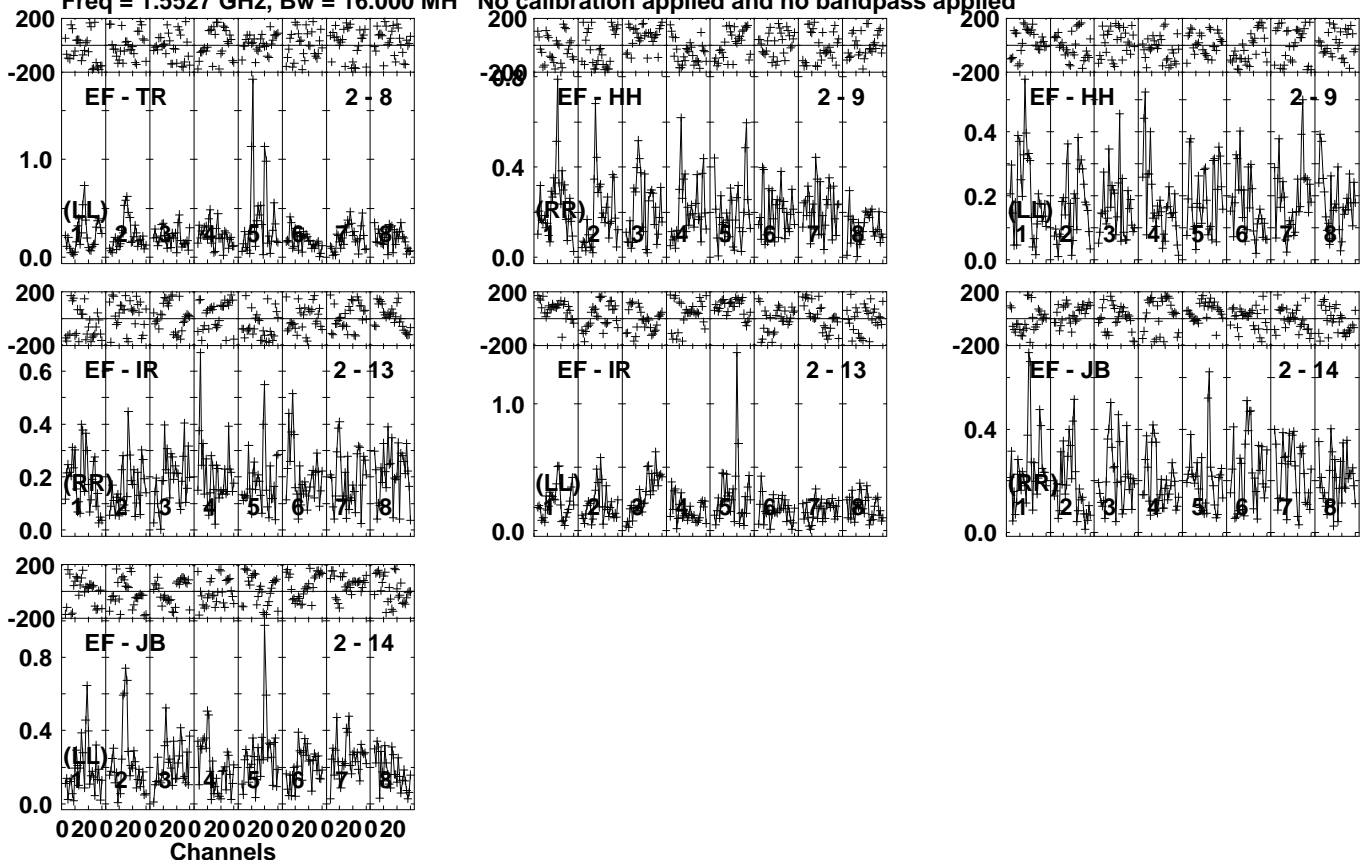 Freq = 1.5527 GHz, Bw = 16.000 MH No calibration applied and no bandpass applied
200
-200
EF - TR 2 - 8
1.0
(LL)
1 2 3 4 5 6 7 8
0.0
200
-200
0.8
EF - HH 2 - 9
0.4
(RR)
1 2 3 4 5 6 7 8
0.0
200
-200
EF - HH 2 - 9
0.4
0.2
(LL)
1 2 3 4 5 6 7 8
0.0
200
-200
EF - IR 2 - 13
0.6
0.4
0.2
(RR)
1 2 3 4 5 6 7 8
0.0
200
-200
EF - IR 2 - 13
1.0
(LL)
1 2 3 4 5 6 7 8
0.0
200
-200
EF - JB 2 - 14
0.4
(RR)
1 2 3 4 5 6 7 8
0.0
200
-200
EF - JB 2 - 14
0.8
0.4
(LL)
1 2 3 4 5 6 7 8
0.0
0 20 0 20 0 20 0 20 0 20 0 20 0 20 0 20
Channels